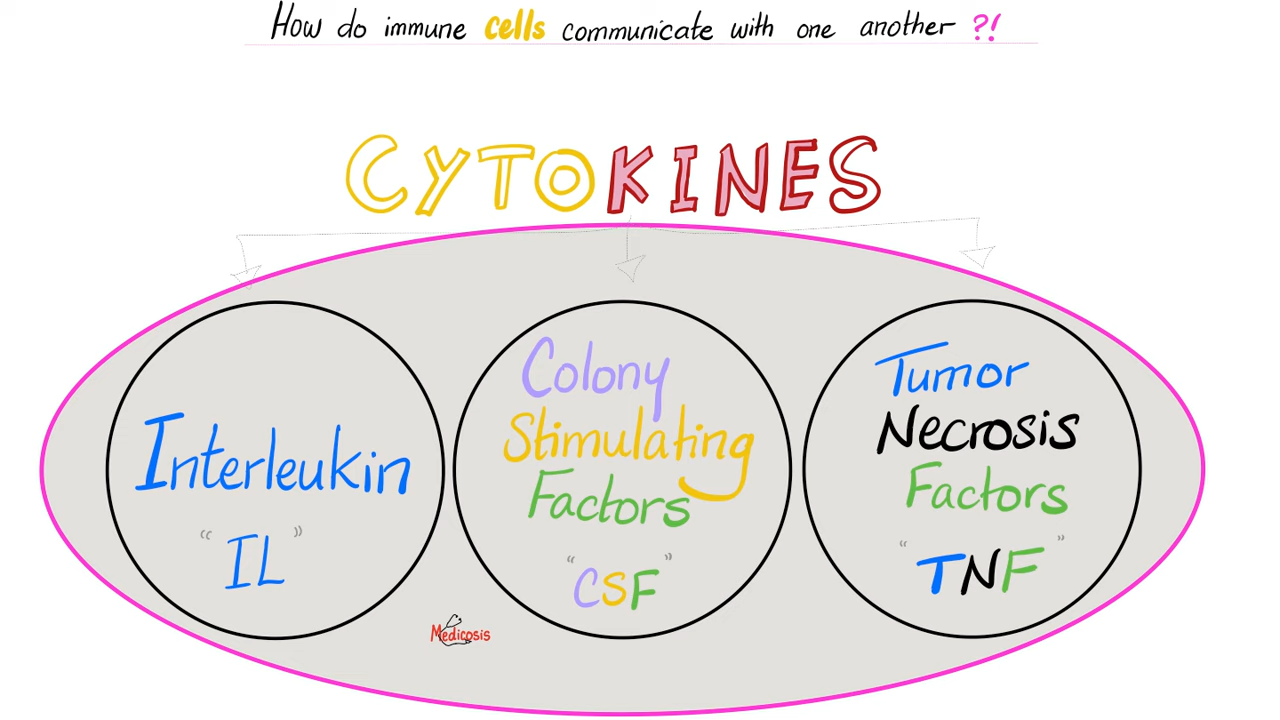 How do immune cells communicate with one another ?!
CYTOKINES
Interleukin
"IL"
Colony
Stimulating
Factors
"CSF"
Tumor
Necrosis
Factors
"TNF"
Medicosis